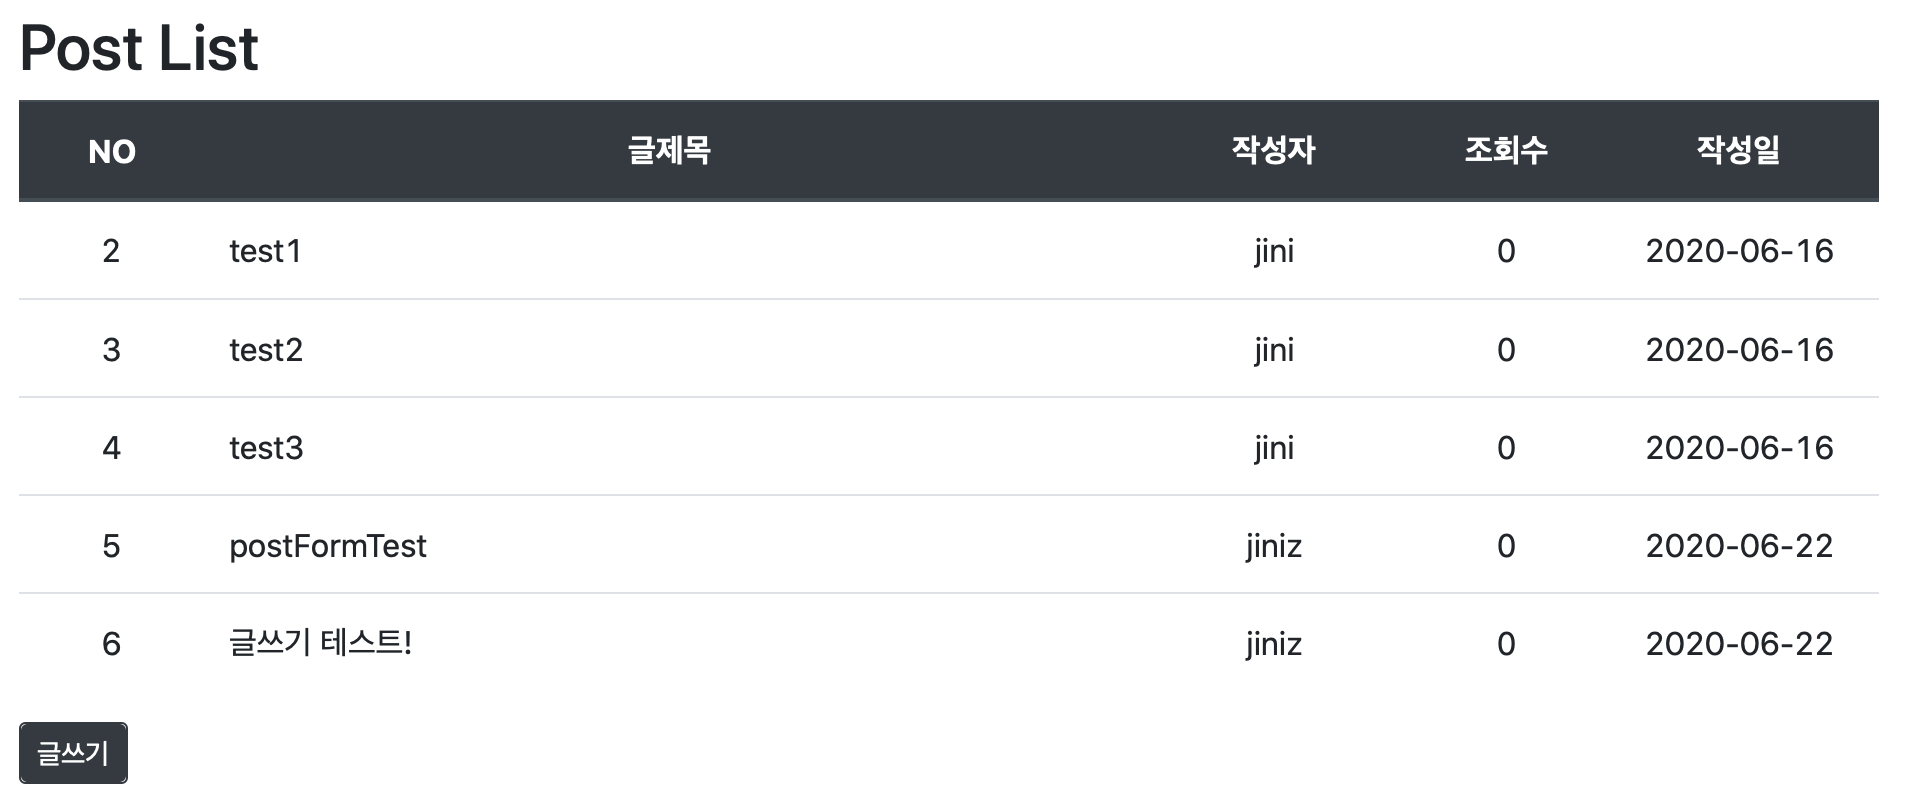 Post List
NO 글제목 작성자 조회수 작성일
2 test1 jini 0 2020-06-16
3 test2 jini 0 2020-06-16
4 test3 jini 0 2020-06-16
5 postFormTest jiniz 0 2020-06-22
6 글쓰기 테스트! jiniz 0 2020-06-22
글쓰기